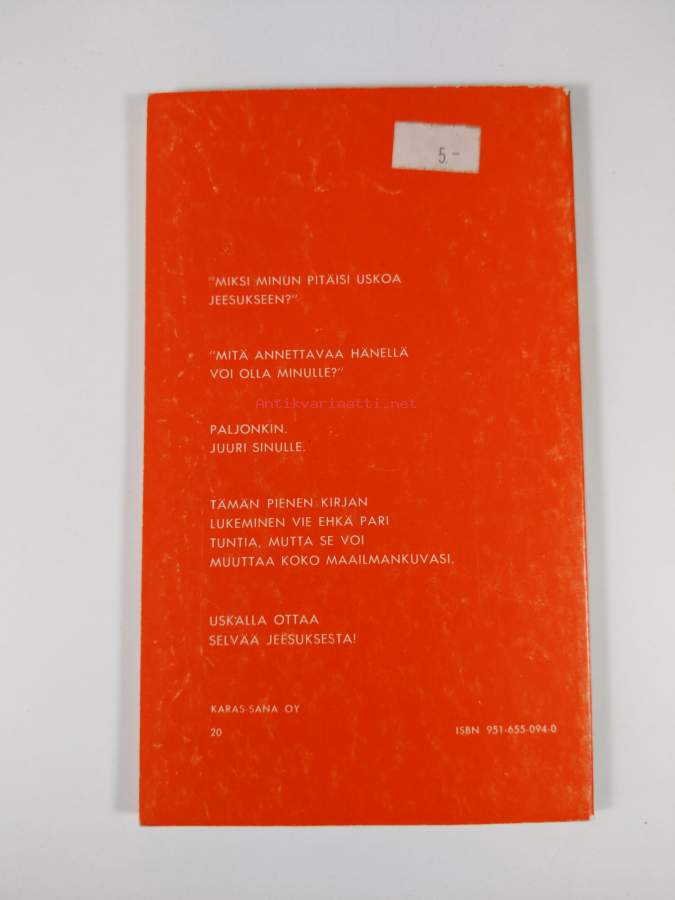 5.-
"MIKSI MINUN PITÄISI USKOA
JEESUKSEEN?"
"MITÄ ANNETTAVAA HÄNELLÄ
VOI OLLA MINULLE?"
Antikvariaatti.net
PALJONKIN.
JUURI SINULLE.
TÄMÄN PIENEN KIRJAN
LUKEMINEN VIE EHKÄ PARI
TUNTIA, MUTTA SE VOI
MUUTTAA KOKO MAAILMANKUVASI.
USKALLA OTTAA
SELVÄÄ JEESUKSESTA!
KARAS-SANA OY
20 ISBN 951-655-094-0